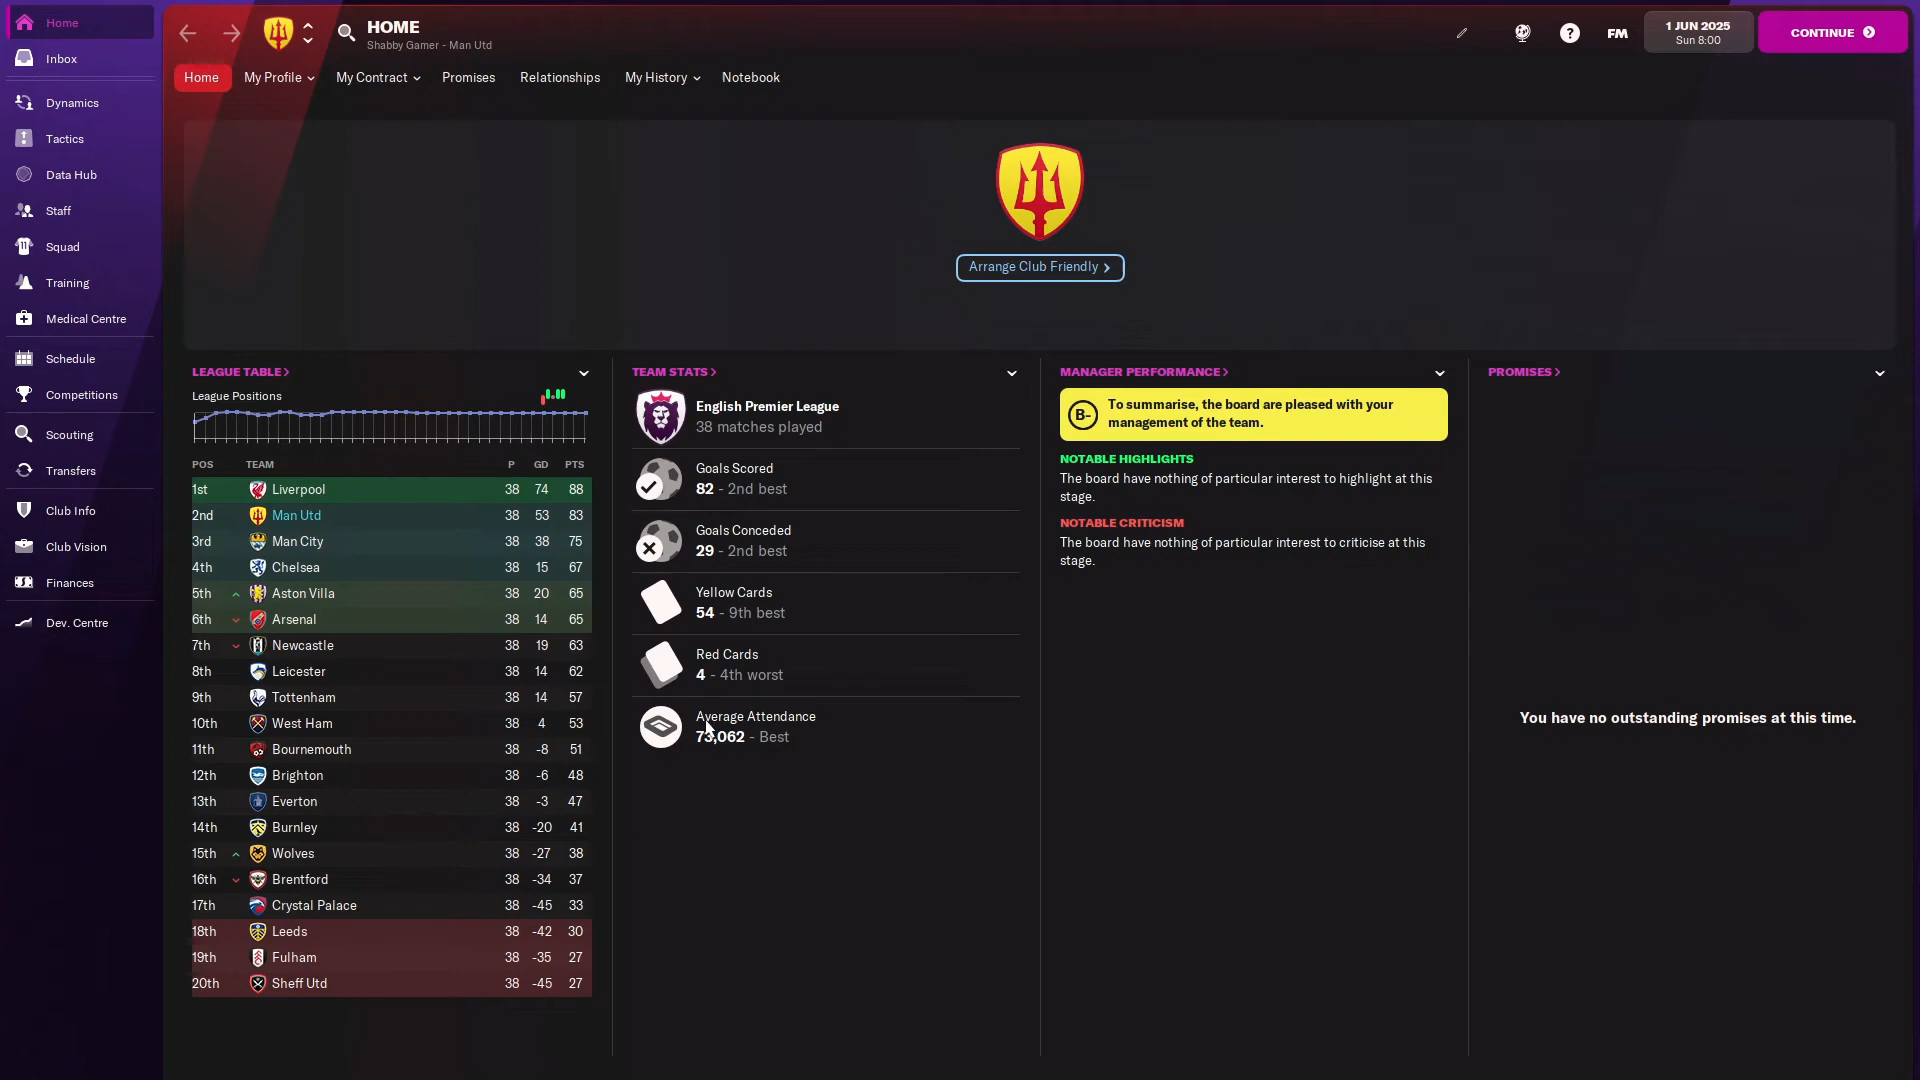 Home
Inbox
Dynamics
Tactics
Data Hub
Staff
Squad
Training
Medical Centre
Schedule
Competitions
Scouting
Transfers
Club Info
Club Vision
Finances
Dev. Centre
HOME
Shabby Gamer - Man Utd
?
FM
1 JUN 2025
Sun 8:00
CONTINUE
Home My Profile My Contract Promises Relationships My History Notebook
Arrange Club Friendly >
LEAGUE TABLE >
League Positions
POS TEAM P GD PTS
1st Liverpool 38 74 88
2nd Man Utd 38 53 83
3rd Man City 38 38 75
4th Chelsea 38 15 67
5th Aston Villa 38 20 65
6th Arsenal 38 14 65
7th Newcastle 38 19 63
8th Leicester 38 14 62
9th Tottenham 38 14 57
10th West Ham 38 4 53
11th Bournemouth 38 -8 51
12th Brighton 38 -6 48
13th Everton 38 -3 47
14th Burnley 38 -20 41
15th Wolves 38 -27 38
16th Brentford 38 -34 37
17th Crystal Palace 38 -45 33
18th Leeds 38 -42 30
19th Fulham 38 -35 27
20th Sheff Utd 38 -45 27
TEAM STATS >
English Premier League
38 matches played
Goals Scored
82 - 2nd best
Goals Conceded
29 - 2nd best
Yellow Cards
54 - 9th best
Red Cards
4 - 4th worst
Average Attendance
73,062 - Best
MANAGER PERFORMANCE >
B-
To summarise, the board are pleased with your
management of the team.
NOTABLE HIGHLIGHTS
The board have nothing of particular interest to highlight at this
stage.
NOTABLE CRITICISM
The board have nothing of particular interest to criticise at this
stage.
PROMISES >
You have no outstanding promises at this time.